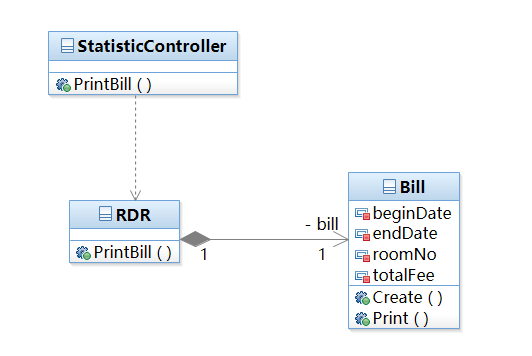 StatisticController
PrintBill ( )
RDR
PrintBill ( )
- bill
1
1
Bill
beginDate
endDate
roomNo
totalFee
Create ( )
Print ( )